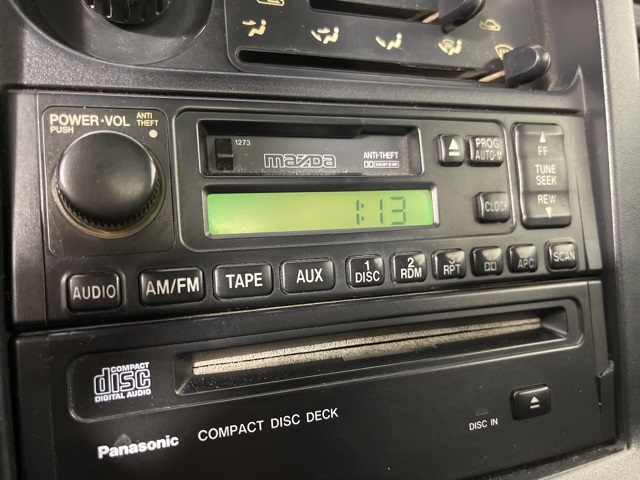 POWER·VOL
PUSH
ANTI
THEFT
1273
mazda
ANTI-THEFT
DOLBY B NR
PROG
AUTO-M
FF
TUNE
SEEK
REW
CLOCK
1:13
AUDIO
AM/FM
TAPE
AUX
1
DISC
2
RDM
3
RPT
APC
SCAN
COMPACT
disc
DIGITAL AUDIO
Panasonic
COMPACT DISC DECK
DISC IN